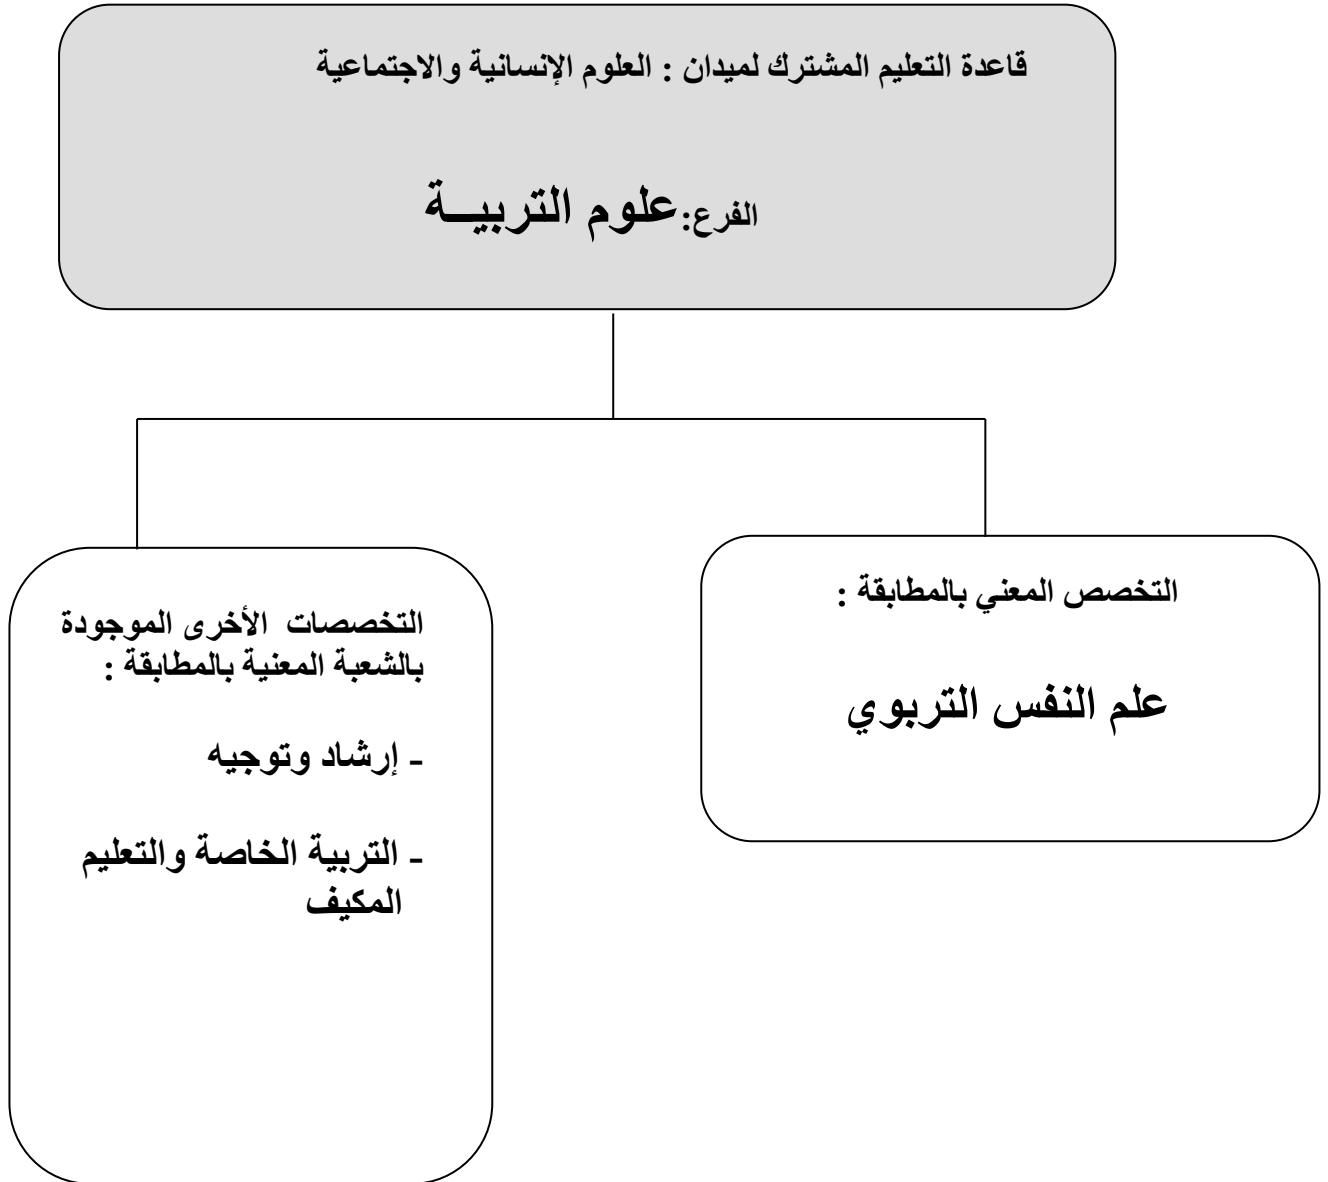 قاعدة التعليم المشترك لميدان : العلوم الإنسانية والاجتماعية
الفرع:علوم التربيــة
التخصص المعني بالمطابقة :
علم النفس التربوي
التخصصات الأخرى الموجودة
بالشعبة المعنية بالمطابقة :
- إرشاد وتوجيه
- التربية الخاصة والتعليم
المكيف